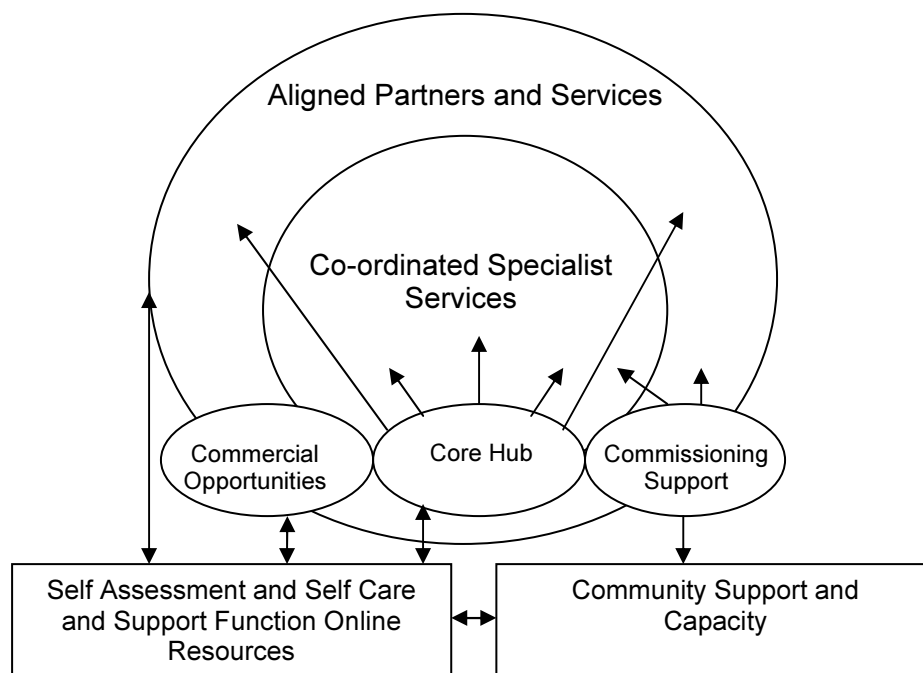 Aligned Partners and Services
Co-ordinated Specialist
Services
Commercial
Opportunities
Core Hub
Commissioning
Support
Self Assessment and Self Care
and Support Function Online
Resources
Community Support and
Capacity